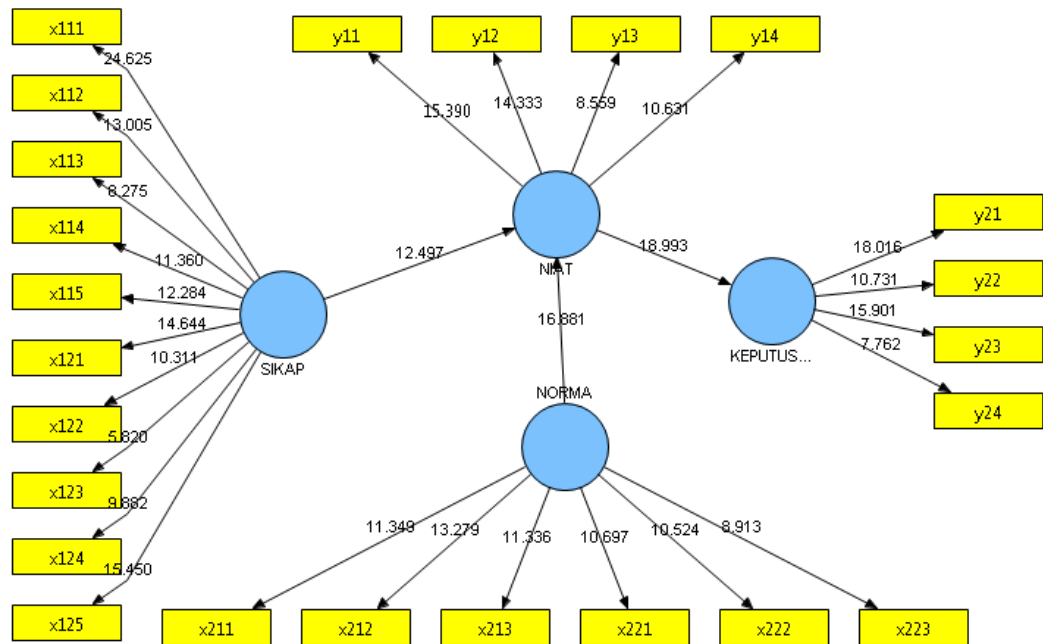 x111
x112
x113
x114
x115
x121
x122
x123
x124
x125
24.625
13.005
8.275
11.360
12.284
14.644
10.311
5.820
9.882
15.450
SIKAP
12.497
y11
y12
y13
y14
15.390
14.333
8.559
10.631
NIAT
18.993
16.881
KEPUTUS...
18.016
10.731
15.901
7.762
y21
y22
y23
y24
NORMA
11.349
13.279
11.336
10.697
10.524
8.913
x211
x212
x213
x221
x222
x223